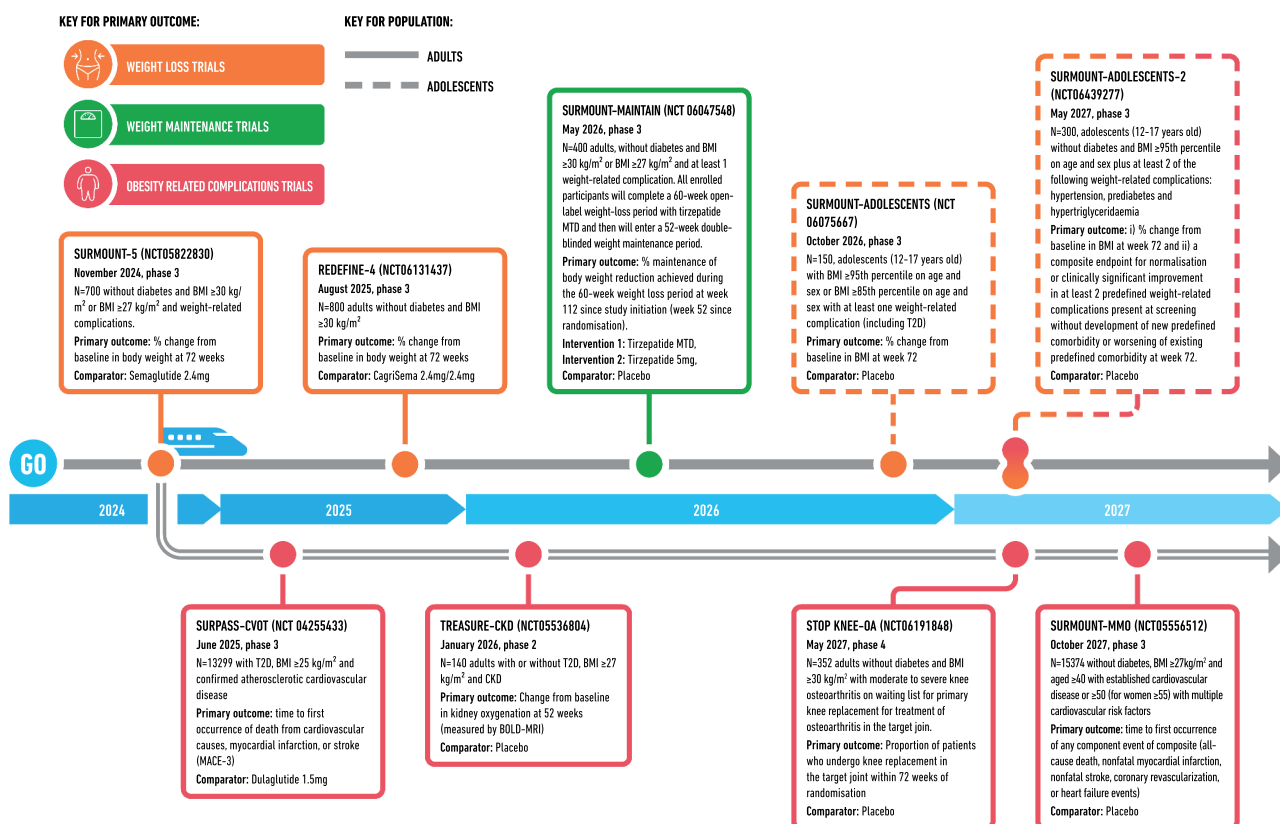 KEY FOR PRIMARY OUTCOME:
WEIGHT LOSS TRIALS
WEIGHT MAINTENANCE TRIALS
OBESITY RELATED COMPLICATIONS TRIALS
KEY FOR POPULATION:
ADULTS
ADOLESCENTS
SURMOUNT-5 (NCT05822830)
November 2024, phase 3
N=700 without diabetes and BMI ≥30 kg/
m² or BMI ≥27 kg/m² and weight-related
complications.
Primary outcome: % change from
baseline in body weight at 72 weeks
Comparator: Semaglutide 2.4mg
REDEFINE-4 (NCT06131437)
August 2025, phase 3
N=800 adults without diabetes and BMI
≥30 kg/m²
Primary outcome: % change from
baseline in body weight at 72 weeks
Comparator: CagriSema 2.4mg/2.4mg
SURMOUNT-MAINTAIN (NCT 06047548)
May 2026, phase 3
N=400 adults, without diabetes and BMI
≥30 kg/m² or BMI ≥27 kg/m² and at least 1
weight-related complication. All enrolled
participants will complete a 60-week open-
label weight-loss period with tirzepatide
MTD and then will enter a 52-week double-
blinded weight maintenance period.
Primary outcome: % maintenance of
body weight reduction achieved during
the 60-week weight loss period at week
112 since study initiation (week 52 since
randomisation).
Intervention 1: Tirzepatide MTD,
Intervention 2: Tirzepatide 5mg,
Comparator: Placebo
SURMOUNT-ADOLESCENTS (NCT
06075667)
October 2026, phase 3
N=150, adolescents (12-17 years old)
with BMI ≥95th percentile on age and
sex or BMI ≥85th percentile on age and
sex with at least one weight-related
complication (including T2D)
Primary outcome: % change from
baseline in BMI at week 72
Comparator: Placebo
SURMOUNT-ADOLESCENTS-2
(NCT06439277)
May 2027, phase 3
N=300, adolescents (12-17 years old)
without diabetes and BMI ≥95th percentile
on age and sex plus at least 2 of the
following weight-related complications:
hypertension, prediabetes and
hypertriglyceridaemia
Primary outcome: i) % change from
baseline in BMI at week 72 and ii) a
composite endpoint for normalisation
or clinically significant improvement
in at least 2 predefined weight-related
complications present at screening
without development of new predefined
comorbidity or worsening of existing
predefined comorbidity at week 72.
Comparator: Placebo
GO
2024
2025
2026
2027
SURPASS-CVOT (NCT 04255433)
June 2025, phase 3
N=13299 with T2D, BMI ≥25 kg/m² and
confirmed atherosclerotic cardiovascular
disease
Primary outcome: time to first
occurrence of death from cardiovascular
causes, myocardial infarction, or stroke
(MACE-3)
Comparator: Dulaglutide 1.5mg
TREASURE-CKD (NCT05536804)
January 2026, phase 2
N=140 adults with or without T2D, BMI ≥27
kg/m² and CKD
Primary outcome: Change from baseline
in kidney oxygenation at 52 weeks
(measured by BOLD-MRI)
Comparator: Placebo
STOP KNEE-OA (NCT06191848)
May 2027, phase 4
N=352 adults without diabetes and BMI
≥30 kg/m² with moderate to severe knee
osteoarthritis on waiting list for primary
knee replacement for treatment of
osteoarthritis in the target join.
Primary outcome: Proportion of patients
who undergo knee replacement in
the target joint within 72 weeks of
randomisation
Comparator: Placebo
SURMOUNT-MMO (NCT05556512)
October 2027, phase 3
N=15374 without diabetes, BMI ≥27kg/m² and
aged ≥40 with established cardiovascular
disease or ≥50 (for women ≥55) with multiple
cardiovascular risk factors
Primary outcome: time to first occurrence
of any component event of composite (all-
cause death, nonfatal myocardial infarction,
nonfatal stroke, coronary revascularization,
or heart failure events)
Comparator: Placebo